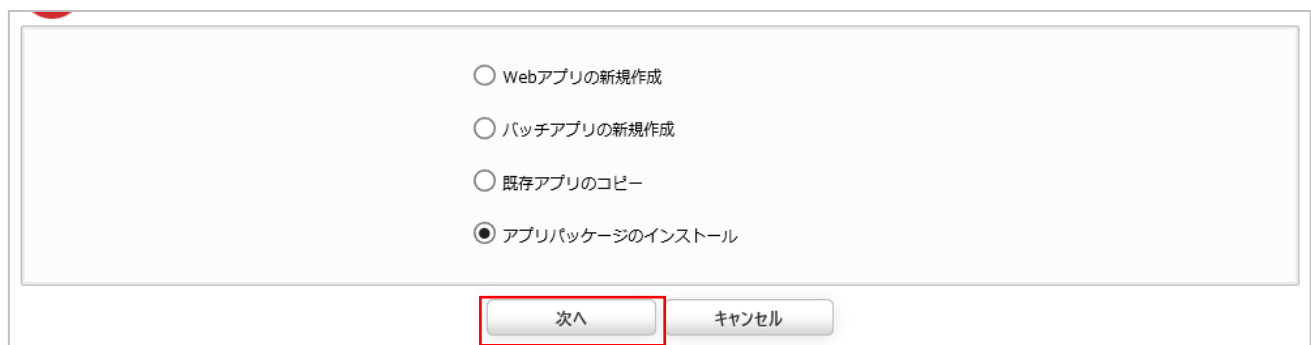 Webアプリの新規作成
バッチアプリの新規作成
既存アプリのコピー
アプリパッケージのインストール
次へ キャンセル